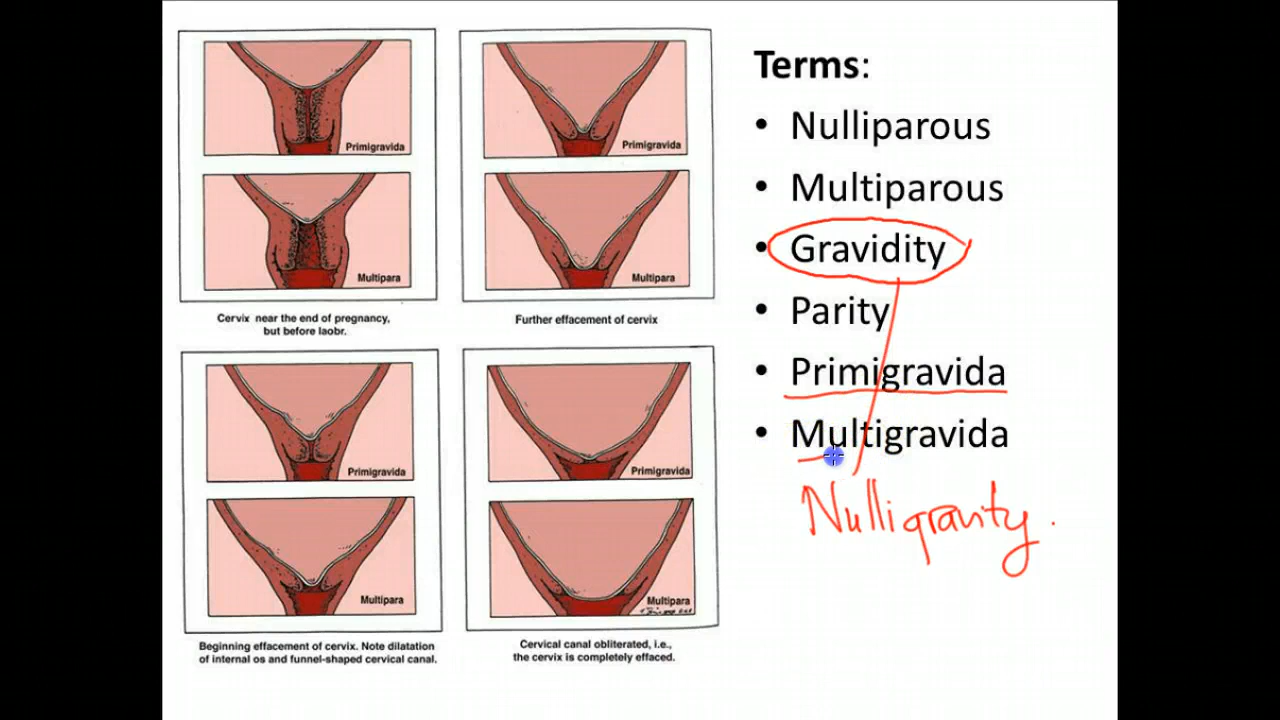 Primigravida
Multipara
Cervix near the end of pregnancy,
but before laobr.
Primigravida
Multipara
Further effacement of cervix
Primigravida
Multipara
Beginning effacement of cervix. Note dilatation
of internal os and funnel-shaped cervical canal.
Primigravida
Multipara
Cervical canal obliterated, i.e.,
the cervix is completely effaced.
Terms:
• Nulliparous
• Multiparous
• Gravidity
• Parity
• Primigravida
• Multigravida
Nulligravity.